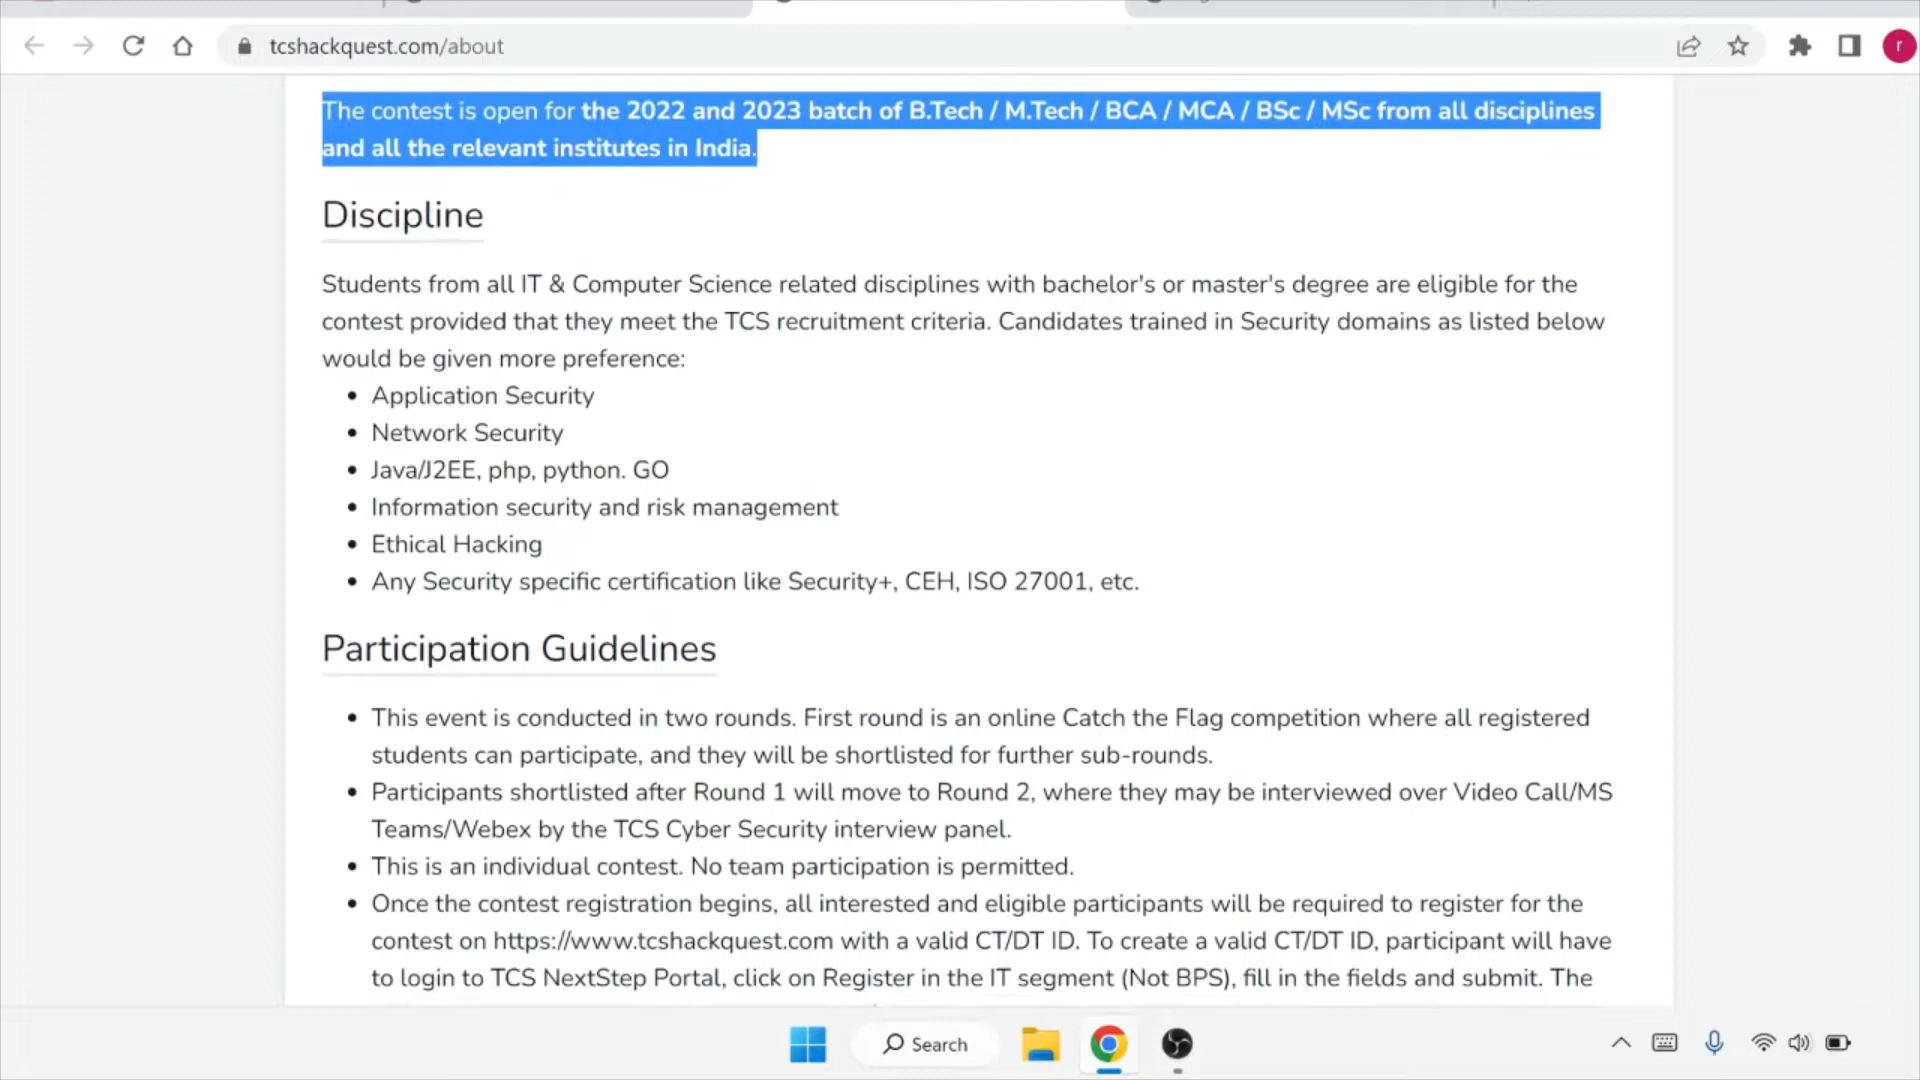 tcshackquest.com/about
r
The contest is open for the 2022 and 2023 batch of B.Tech / M.Tech / BCA / MCA / BSc / MSc from all disciplines
and all the relevant institutes in India.
Discipline
Students from all IT & Computer Science related disciplines with bachelor's or master's degree are eligible for the
contest provided that they meet the TCS recruitment criteria. Candidates trained in Security domains as listed below
would be given more preference:
• Application Security
• Network Security
• Java/J2EE, php, python. GO
• Information security and risk management
• Ethical Hacking
• Any Security specific certification like Security+, CEH, ISO 27001, etc.
Participation Guidelines
• This event is conducted in two rounds. First round is an online Catch the Flag competition where all registered
students can participate, and they will be shortlisted for further sub-rounds.
• Participants shortlisted after Round 1 will move to Round 2, where they may be interviewed over Video Call/MS
Teams/Webex by the TCS Cyber Security interview panel.
• This is an individual contest. No team participation is permitted.
• Once the contest registration begins, all interested and eligible participants will be required to register for the
contest on https://www.tcshackquest.com with a valid CT/DT ID. To create a valid CT/DT ID, participant will have
to login to TCS NextStep Portal, click on Register in the IT segment (Not BPS), fill in the fields and submit. The
Search